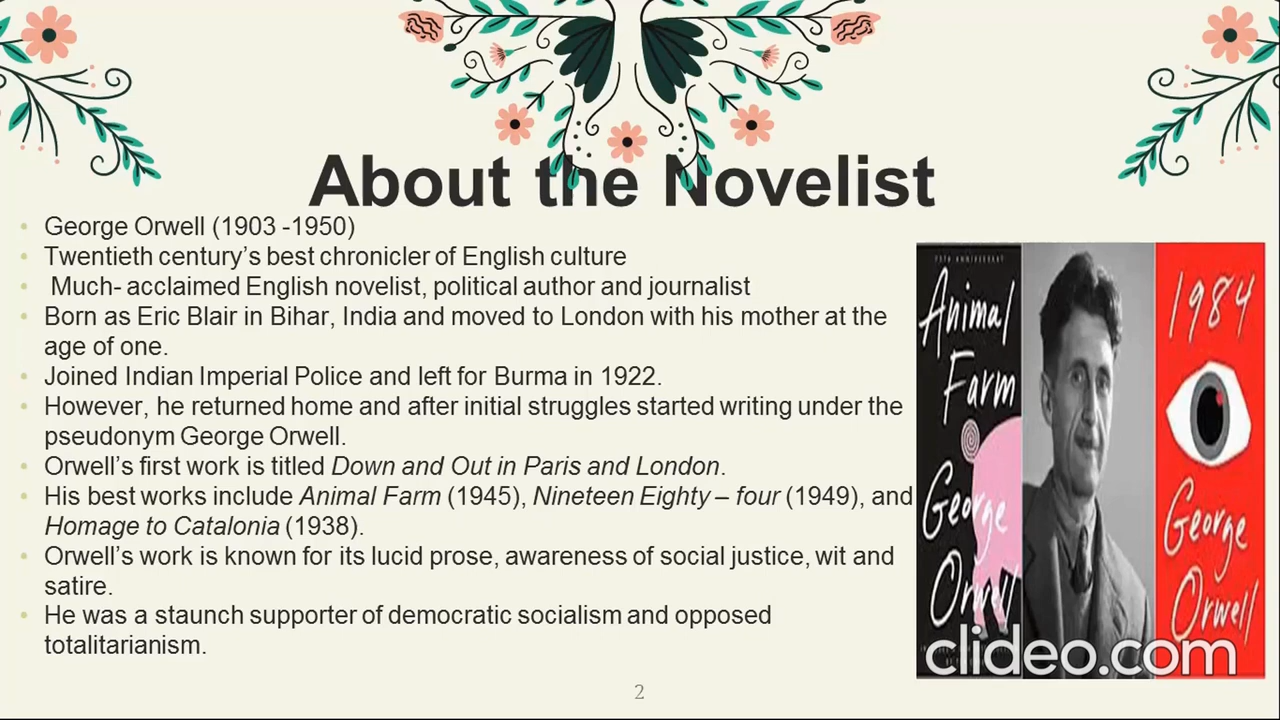 About the Novelist
George Orwell (1903 -1950)
Twentieth century’s best chronicler of English culture
Much- acclaimed English novelist, political author and journalist
Born as Eric Blair in Bihar, India and moved to London with his mother at the
age of one.
Joined Indian Imperial Police and left for Burma in 1922.
However, he returned home and after initial struggles started writing under the
pseudonym George Orwell.
Orwell’s first work is titled Down and Out in Paris and London.
His best works include Animal Farm (1945), Nineteen Eighty – four (1949), and
Homage to Catalonia (1938).
Orwell’s work is known for its lucid prose, awareness of social justice, wit and
satire.
He was a staunch supporter of democratic socialism and opposed
totalitarianism.
75TH ANNIVERSARY
Animal
Farm
George
Orwell
1984
George
Orwell
clideo.com
2